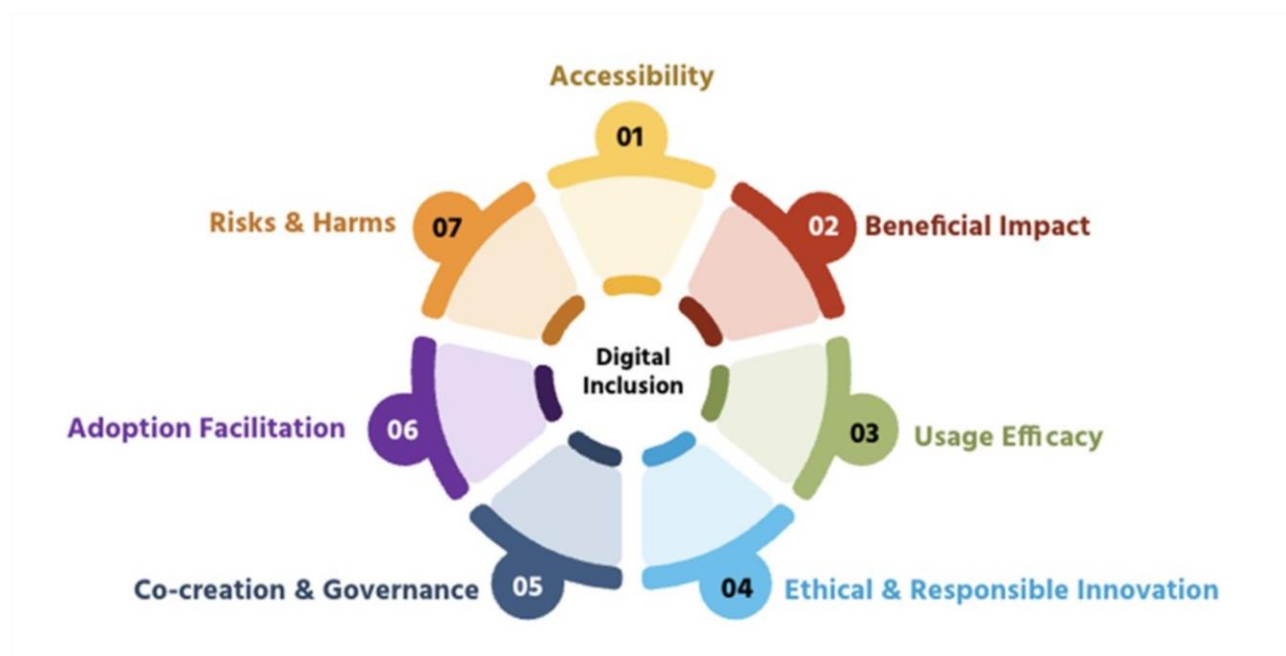 Accessibility
01
02
Beneficial Impact
03
Usage Efficacy
04
Ethical & Responsible Innovation
05
Co-creation & Governance
06
Adoption Facilitation
07
Risks & Harms
Digital
Inclusion